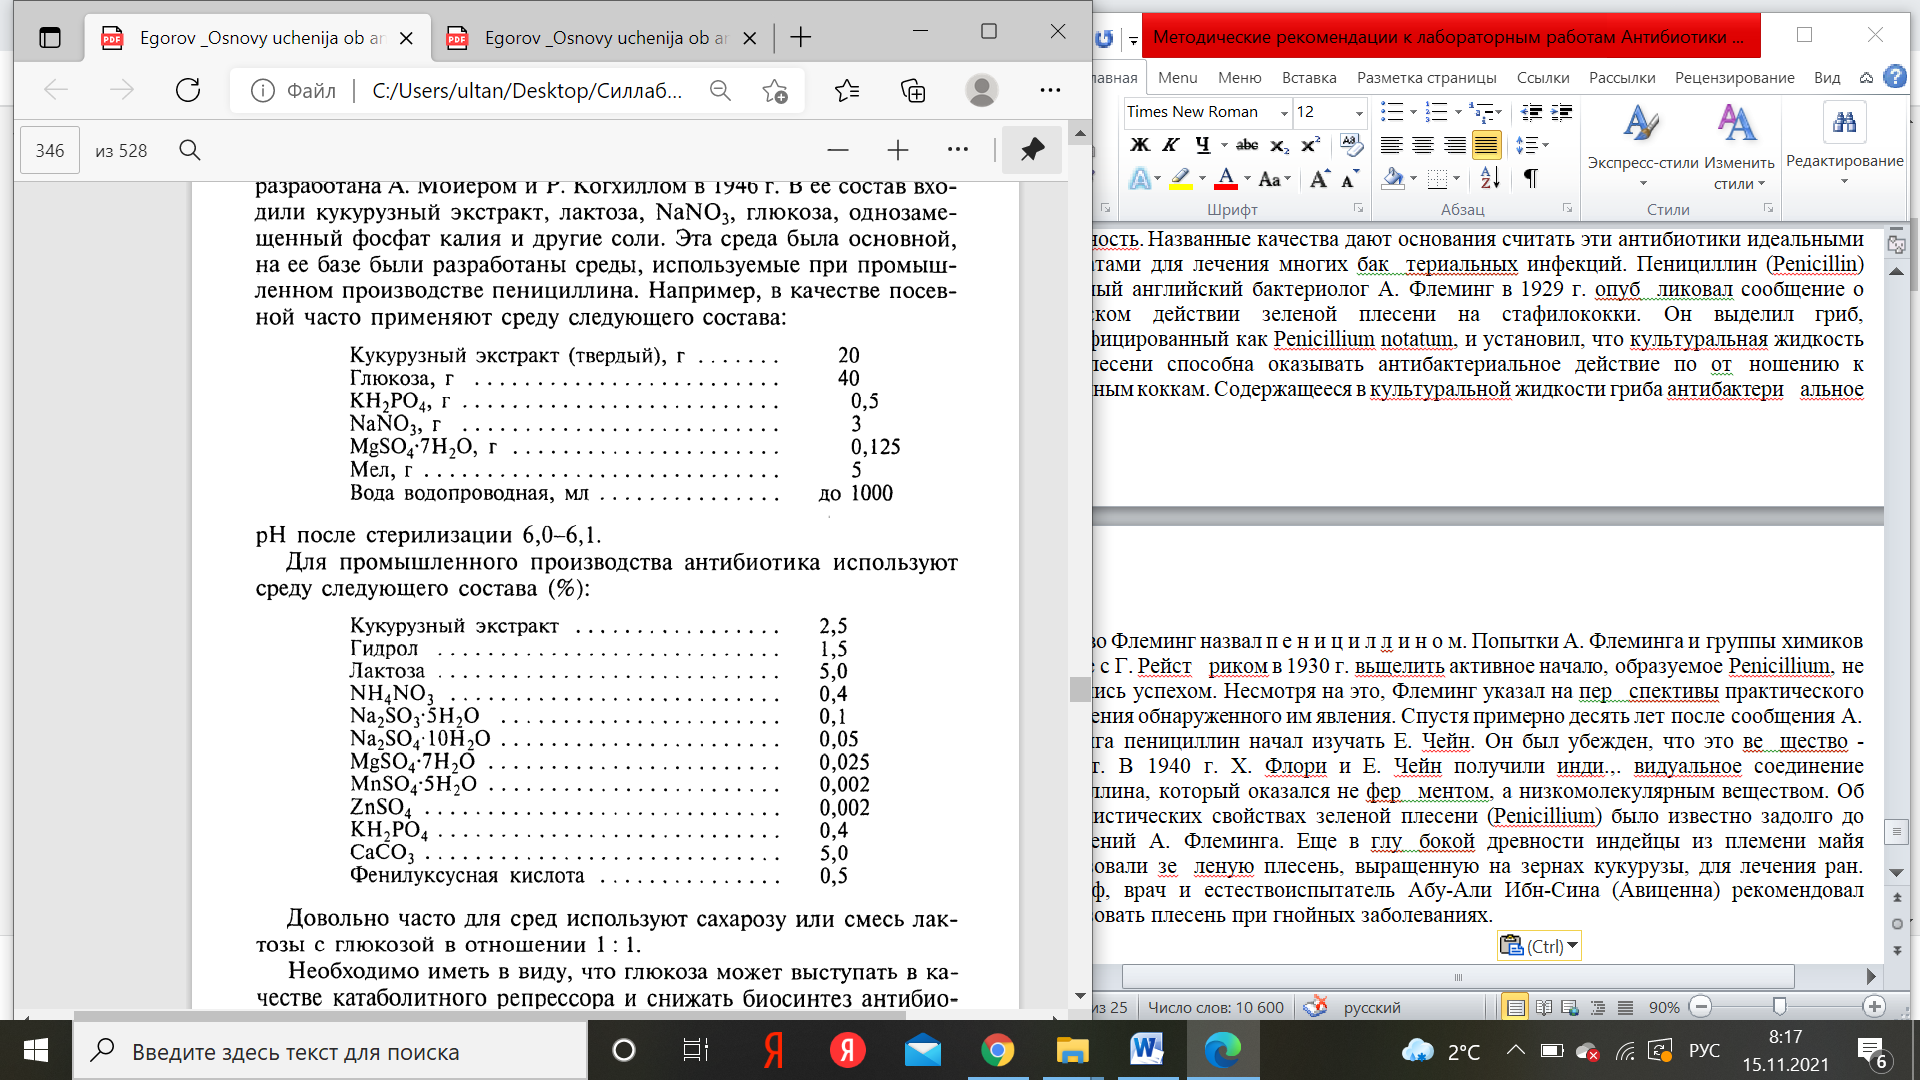 Egorov _Osnovy uchenija ob an
Egorov _Osnovy uchenija ob an
Файл
C:/Users/ultan/Desktop/Силлаб...
346
из 528
разработана А. Мойером и Р. Когхиллом в 1946 г. В ее состав вхо-
дили кукурузный экстракт, лактоза, NaNO3, глюкоза, однозаме-
щенный фосфат калия и другие соли. Эта среда была основной,
на ее базе были разработаны среды, используемые при промыш-
ленном производстве пенициллина. Например, в качестве посев-
ной часто применяют среду следующего состава:
Кукурузный экстракт (твердый), г ....... 20
Глюкоза, г ........................... 40
KH2PO4, г ............................ 0,5
NaNO3, г ............................ 3
MgSO4·7H2O, г ........................ 0,125
Мел, г ............................... 5
Вода водопроводная, мл ............... до 1000
pH после стерилизации 6,0–6,1.
Для промышленного производства антибиотика используют
среду следующего состава (%):
Кукурузный экстракт ................. 2,5
Гидрол ............................ 1,5
Лактоза ............................ 5,0
NH4NO3 ........................... 0,4
Na2SO3·5H2O ....................... 0,1
Na2SO4·10H2O ....................... 0,05
MgSO4·7H2O ........................ 0,025
MnSO4·5H2O ........................ 0,002
ZnSO4 ............................. 0,002
KH2PO4 ............................ 0,4
CaCO3 ............................. 5,0
Фенилуксусная кислота ............... 0,5
Довольно часто для сред используют сахарозу или смесь лак-
тозы с глюкозой в отношении 1 : 1.
Необходимо иметь в виду, что глюкоза может выступать в ка-
честве катаболитного репрессора и снижать биосинтез антибио-
Методические рекомендации к лабораторным работам Антибиотики ...
лавная Menu Меню Вставка Разметка страницы Ссылки Рассылки Рецензирование Вид
Times New Roman 12
Ж К Ч abc x2 x2 Aa
A A Aa A A
Экспресс-стили Изменить стили Редактирование
Шрифт Абзац Стили
ность. Названные качества дают основания считать эти антибиотики идеальными
атами для лечения многих бак териальных инфекций. Пенициллин (Penicillin)
ный английский бактериолог А. Флеминг в 1929 г. опуб ликовал сообщение о
ском действии зеленой плесени на стафилококки. Он выделил гриб,
фицированный как Penicillium notatum, и установил, что культуральная жидкость
лесени способна оказывать антибактериальное действие по от ношению к
ным коккам. Содержащееся в культуральной жидкости гриба антибактери альное
во Флеминг назвал п е н и ц и л л и н о м. Попытки А. Флеминга и группы химиков
е с Г. Рейст риком в 1930 г. вьщелить активное начало, образуемое Penicillium, не
ись успехом. Несмотря на это, Флеминг указал на пер спективы практического
ения обнаруженного им явления. Спустя примерно десять лет после сообщения А.
га пенициллин начал изучать Е. Чейн. Он был убежден, что это ве щество -
т. В 1940 г. Х. Флори и Е. Чейн получили инди.,. видуальное соединение
ллина, который оказался не фер ментом, а низкомолекулярным веществом. Об
истических свойствах зеленой плесени (Penicillium) было известно задолго до
ений А. Флеминга. Еще в глу бокой древности индейцы из племени майя
зовали зе леную плесень, выращенную на зернах кукурузы, для лечения ран.
ф, врач и естествоиспытатель Абу-Али Ибн-Сина (Авиценна) рекомендовал
зовать плесень при гнойных заболеваниях.
(Ctrl)
из 25 Число слов: 10 600 русский 90%
Введите здесь текст для поиска
2°C РУС 8:17
15.11.2021
6